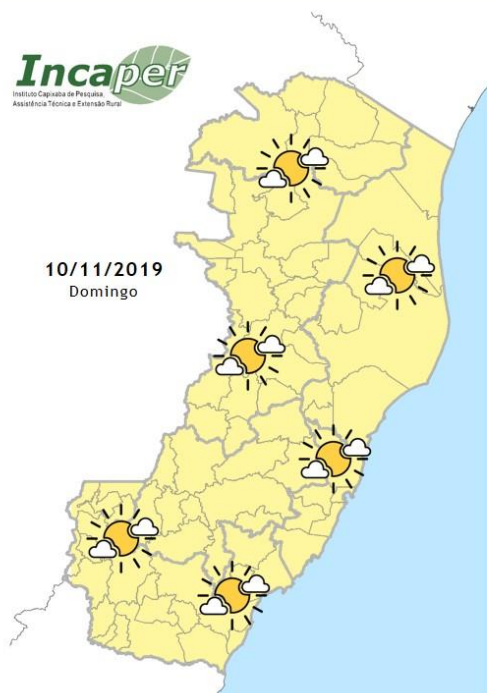 Incaper
Instituto Capixaba de Pesquisa,
Assistência Técnica e Extensão Rural
10/11/2019
Domingo